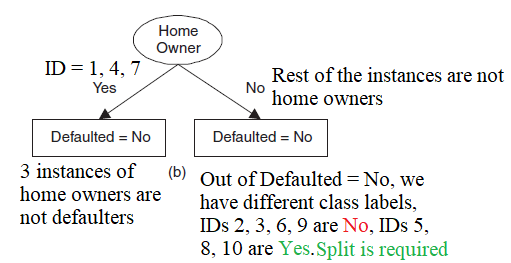 Home
Owner
ID = 1, 4, 7
Yes
No
Rest of the instances are not
home owners
Defaulted = No
Defaulted = No
3 instances of
home owners are
not defaulters
(b)
Out of Defaulted = No, we
have different class labels,
IDs 2, 3, 6, 9 are No, IDs 5,
8, 10 are Yes.Split is required